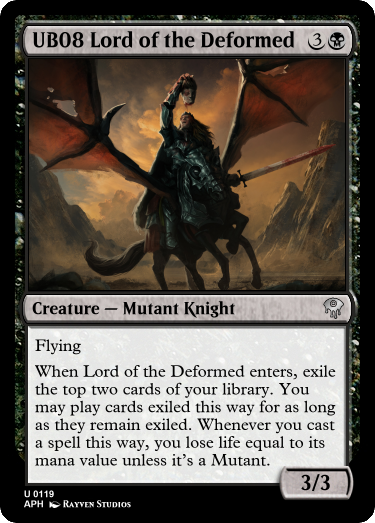 UB08 Lord of the Deformed 3
Creature — Mutant Knight
Flying
When Lord of the Deformed enters, exile
the top two cards of your library. You
may play cards exiled this way for as long
as they remain exiled. Whenever you cast
a spell this way, you lose life equal to its
mana value unless it's a Mutant.
3/3
U 0119
APH Rayven Studios